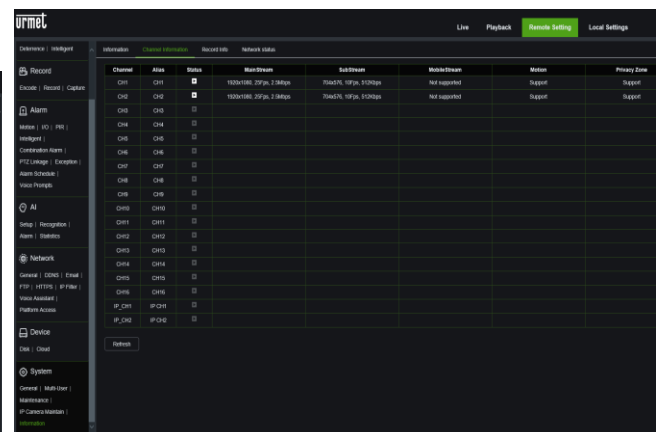 urmet
Live Playback Remote Setting Local Settings
Deterrence | Intelligent
Information Channel Information Record Info Network status
Record
Encode | Record | Capture
Alarm
Motion | I/O | PIR |
Intelligent |
Combination Alarm |
PTZ Linkage | Exception |
Alarm Schedule |
Voice Prompts
AI
Setup | Recognition |
Alarm | Statistics
Network
General | DDNS | Email |
FTP | HTTPS | IP Filter |
Voice Assistant |
Platform Access
Device
Disk | Cloud
System
General | Multi-User |
Maintenance |
IP Camera Maintain |
Information
Channel Alias Status MainStream SubStream MobileStream Motion Privacy Zone
CH1 CH1 1920x1080, 25Fps, 2.5Mbps 704x576, 10Fps, 512Kbps Not supported Support Support
CH2 CH2 1920x1080, 25Fps, 2.5Mbps 704x576, 10Fps, 512Kbps Not supported Support Support
CH3 CH3
CH4 CH4
CH5 CH5
CH6 CH6
CH7 CH7
CH8 CH8
CH9 CH9
CH10 CH10
CH11 CH11
CH12 CH12
CH13 CH13
CH14 CH14
CH15 CH15
CH16 CH16
IP_CH1 IP CH1
IP_CH2 IP CH2
Refresh